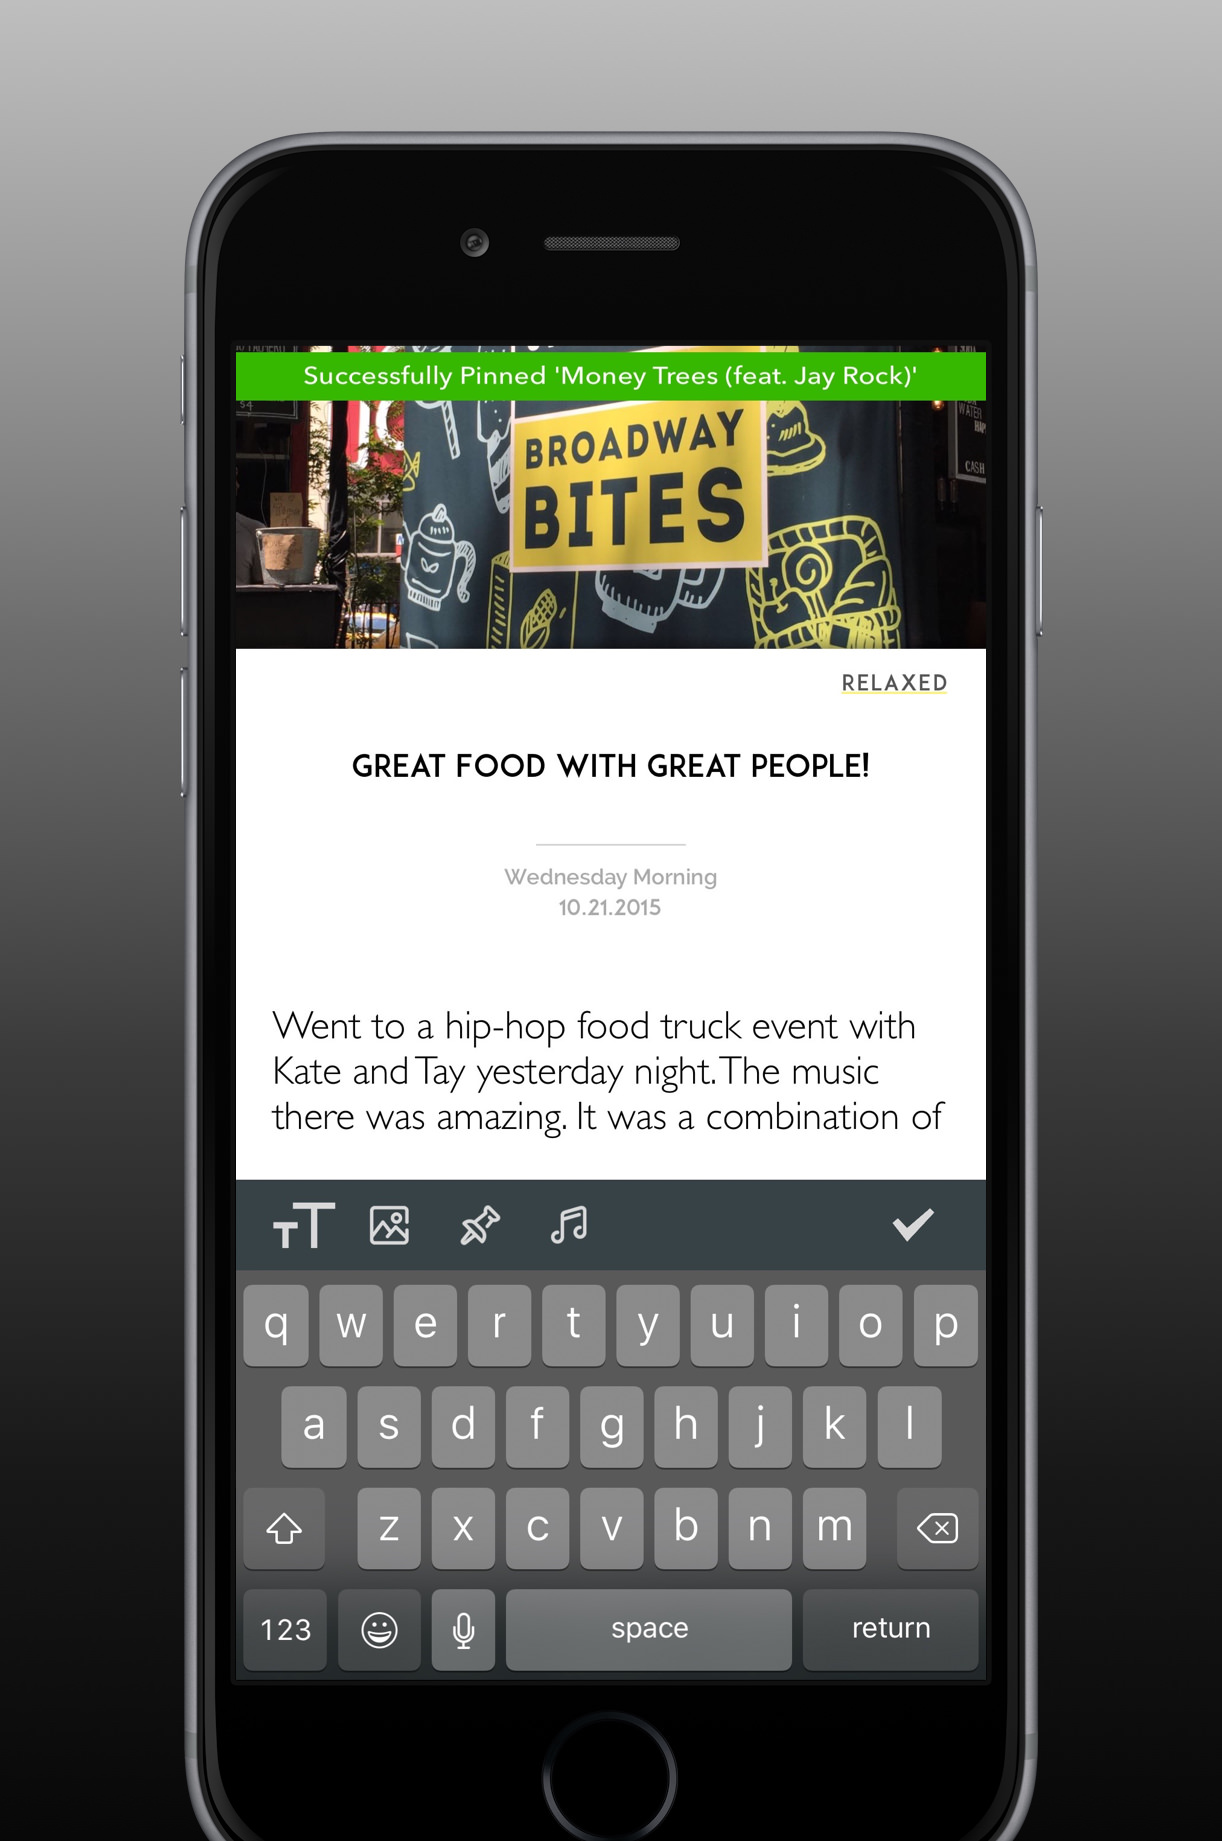 Successfully Pinned 'Money Trees (feat. Jay Rock)'
BROADWAY
BITES
$4
WATER
CASH
RELAXED
GREAT FOOD WITH GREAT PEOPLE!
Wednesday Morning
10.21.2015
Went to a hip-hop food truck event with
Kate and Tay yesterday night. The music
there was amazing. It was a combination of
TT
q w e r t y u i o p
a s d f g h j k l
z x c v b n m
123 space return